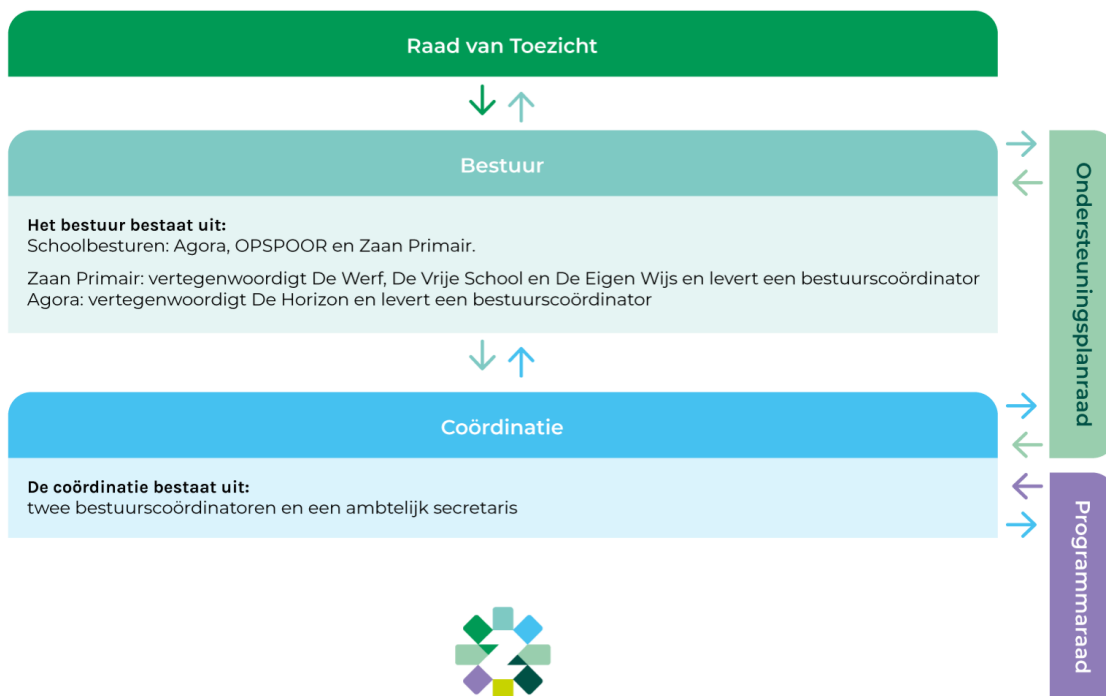 Raad van Toezicht
Bestuur
Het bestuur bestaat uit:
Schoolbesturen: Agora, OPSPOOR en Zaan Primair.
Zaan Primair: vertegenwoordigt De Werf, De Vrije School en De Eigen Wijs en levert een bestuurscoördinator
Agora: vertegenwoordigt De Horizon en levert een bestuurscoördinator
Coördinatie
De coördinatie bestaat uit:
twee bestuurscoördinatoren en een ambtelijk secretaris
Ondersteuningsplanraad
Programmaraad